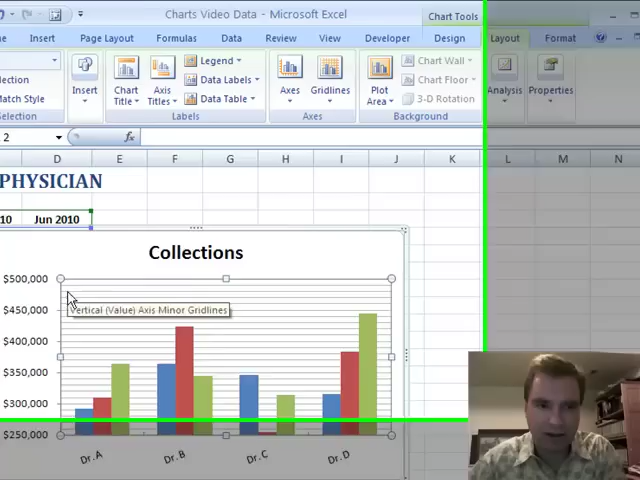 Charts Video Data - Microsoft Excel
Chart Tools
Insert
Page Layout
Formulas
Data
Review
View
Developer
Design
Layout
Format
election
atch Style
election
Insert
Chart Title
Axis Titles
Legend
Data Labels
Data Table
Labels
Axes
Gridlines
Axes
Plot Area
Chart Wall
Chart Floor
3-D Rotation
Background
Analysis
Properties
2
fx
D E F G H I J K L M N
PHYSICIAN
10
Jun 2010
Collections
$500,000
Vertical (Value) Axis Minor Gridlines
$450,000
$400,000
$350,000
$300,000
$250,000
Dr. A
Dr. B
Dr. C
Dr. D